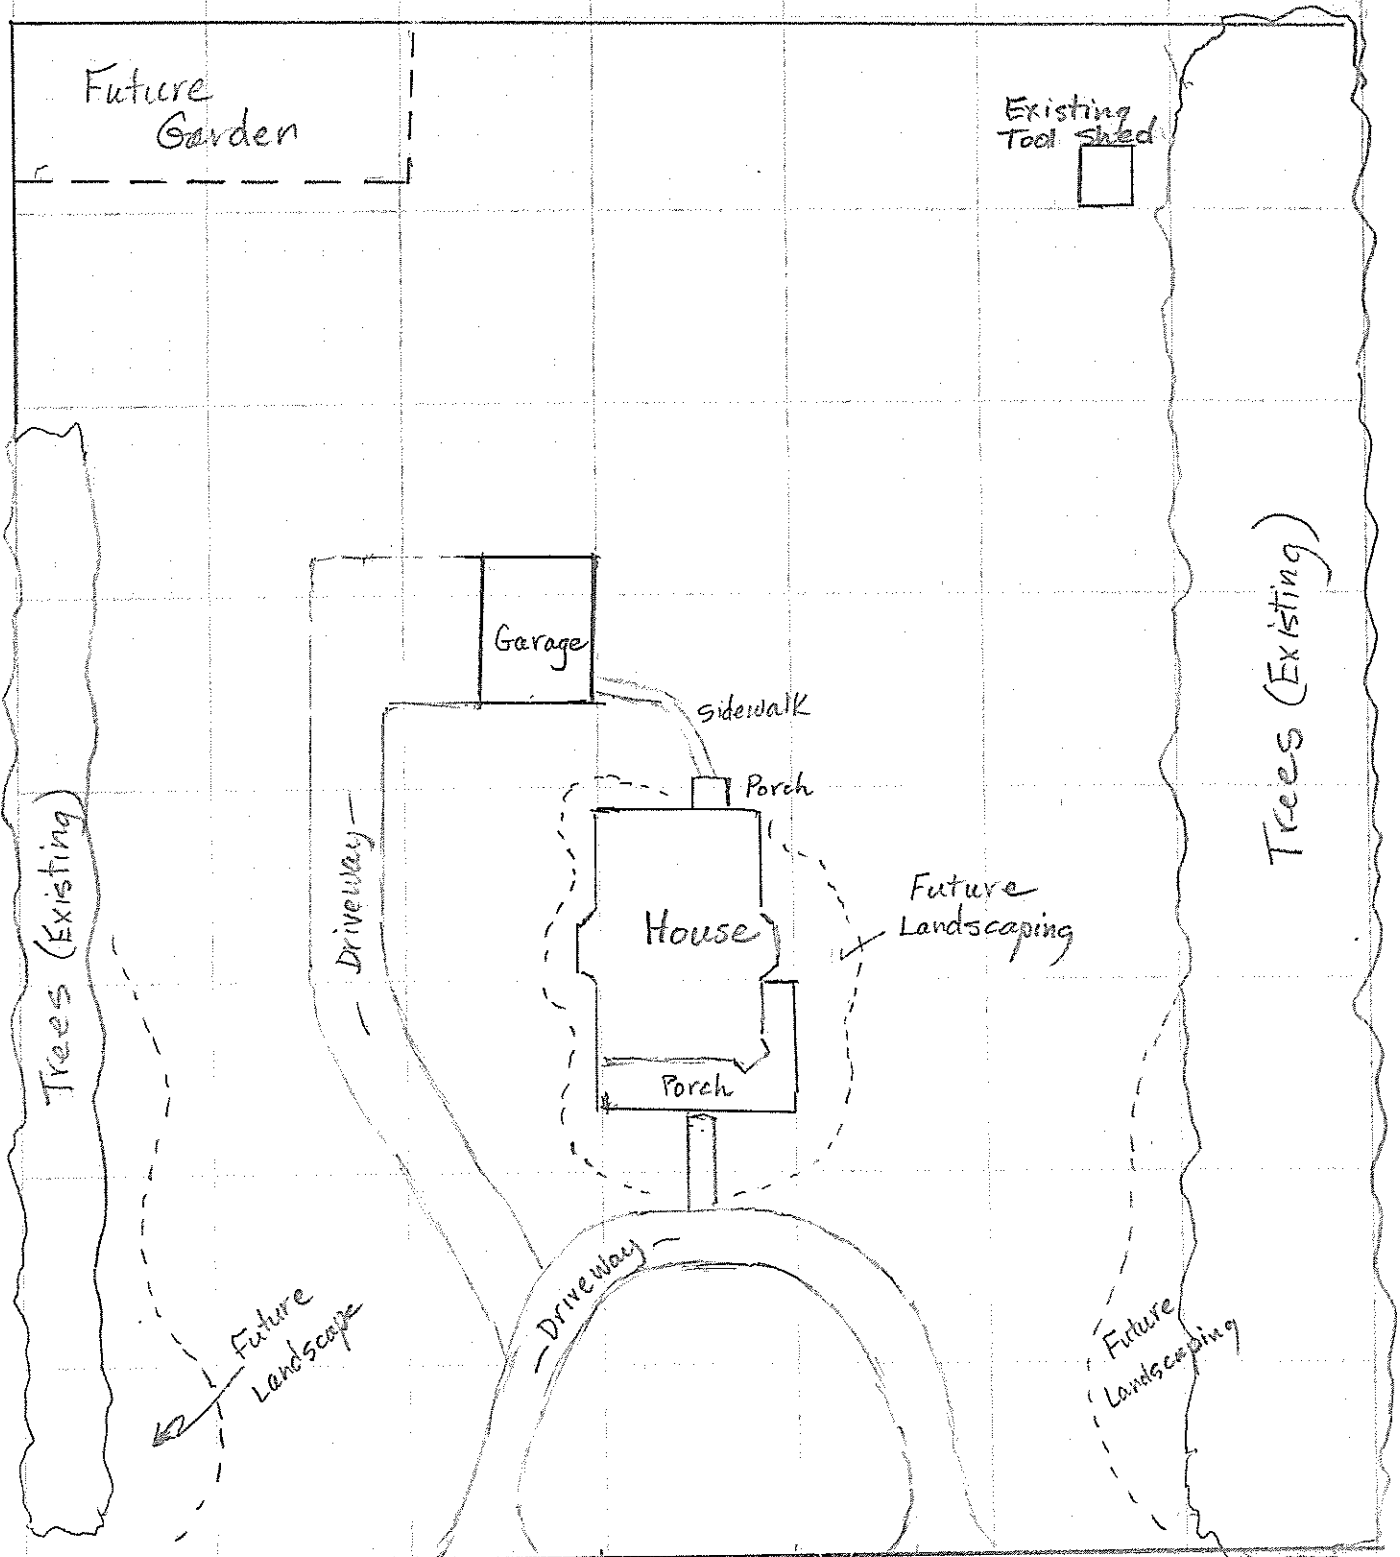 Future
Garden
Existing
Tool Shed
Garage
Sidewalk
Porch
House
Future
Landscaping
Porch
— Driveway —
Trees (Existing)
Trees (Existing)
— Driveway —
Future
Landscape
Future
Landscaping